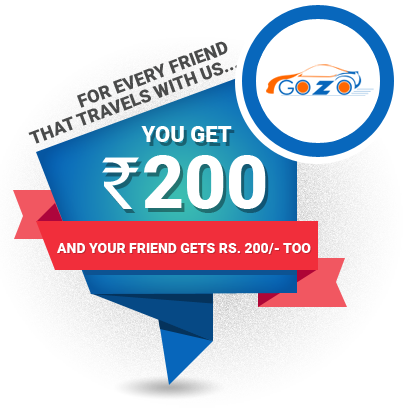 FOR EVERY FRIEND
THAT TRAVELS WITH US...
GOZO
YOU GET
₹200
AND YOUR FRIEND GETS RS. 200/- TOO